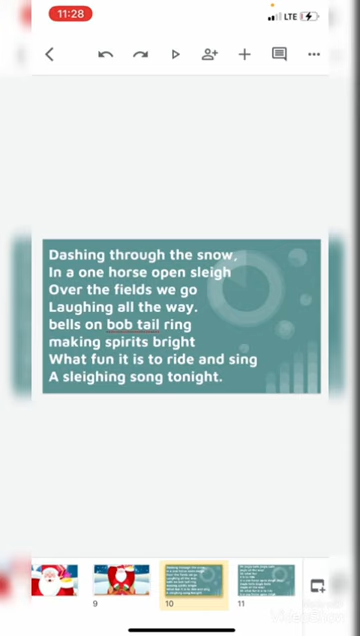 11:28
LTE
Dashing through the snow,
In a one horse open sleigh
Over the fields we go
Laughing all the way.
bells on bob tail ring
making spirits bright
What fun it is to ride and sing
A sleighing song tonight.
9
10
11